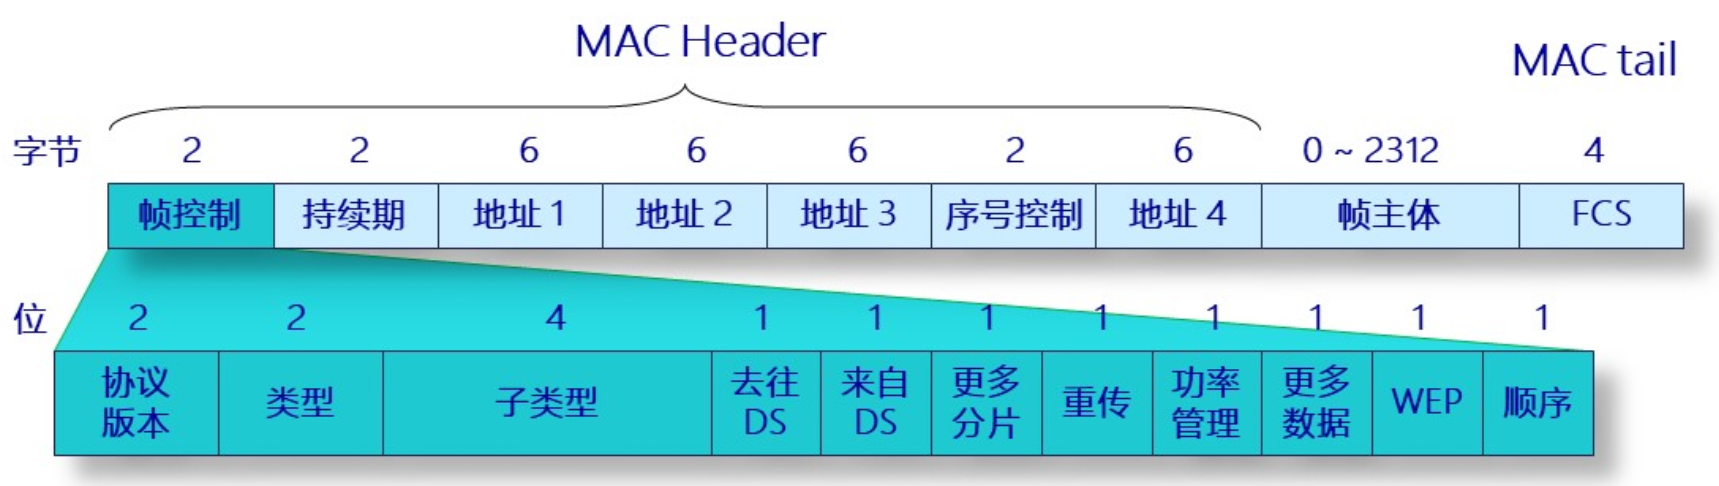 MAC Header
MAC tail
字节 2 2 6 6 6 2 6 0 ~ 2312 4
帧控制 持续期 地址 1 地址 2 地址 3 序号控制 地址 4 帧主体 FCS
位 2 2 4 1 1 1 1 1 1 1 1
协议版本 类型 子类型 去往DS 来自DS 更多分片 重传 功率管理 更多数据 WEP 顺序